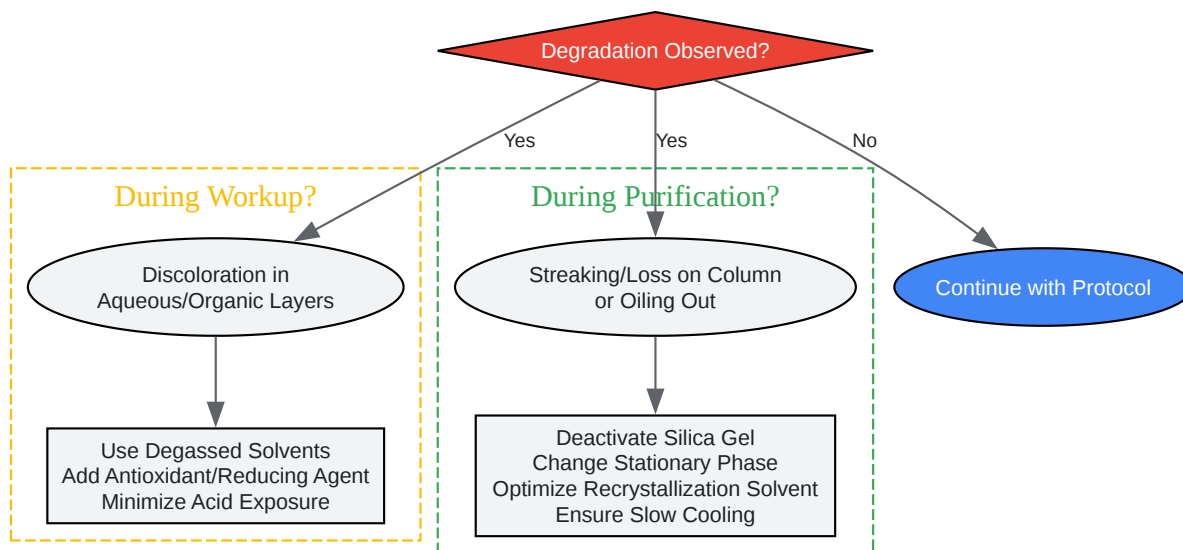 Degradation Observed?
Yes
Yes
No
During Workup?
During Purification?
Discoloration in
Aqueous/Organic Layers
Streaking/Loss on Column
or Oiling Out
Continue with Protocol
Use Degassed Solvents
Add Antioxidant/Reducing Agent
Minimize Acid Exposure
Deactivate Silica Gel
Change Stationary Phase
Optimize Recrystallization Solvent
Ensure Slow Cooling